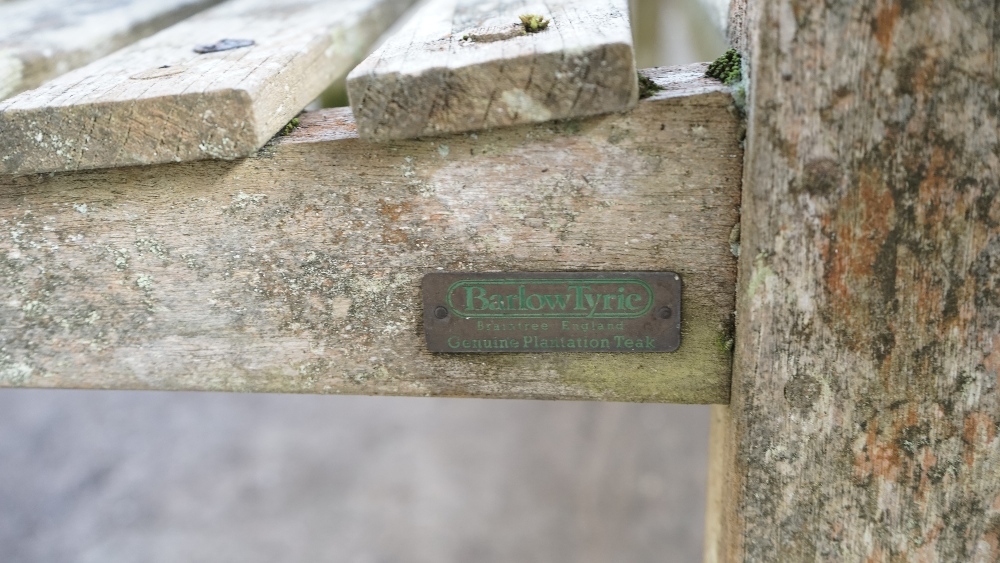 BarlowTyrie
Braintree England
Genuine Plantation Teak